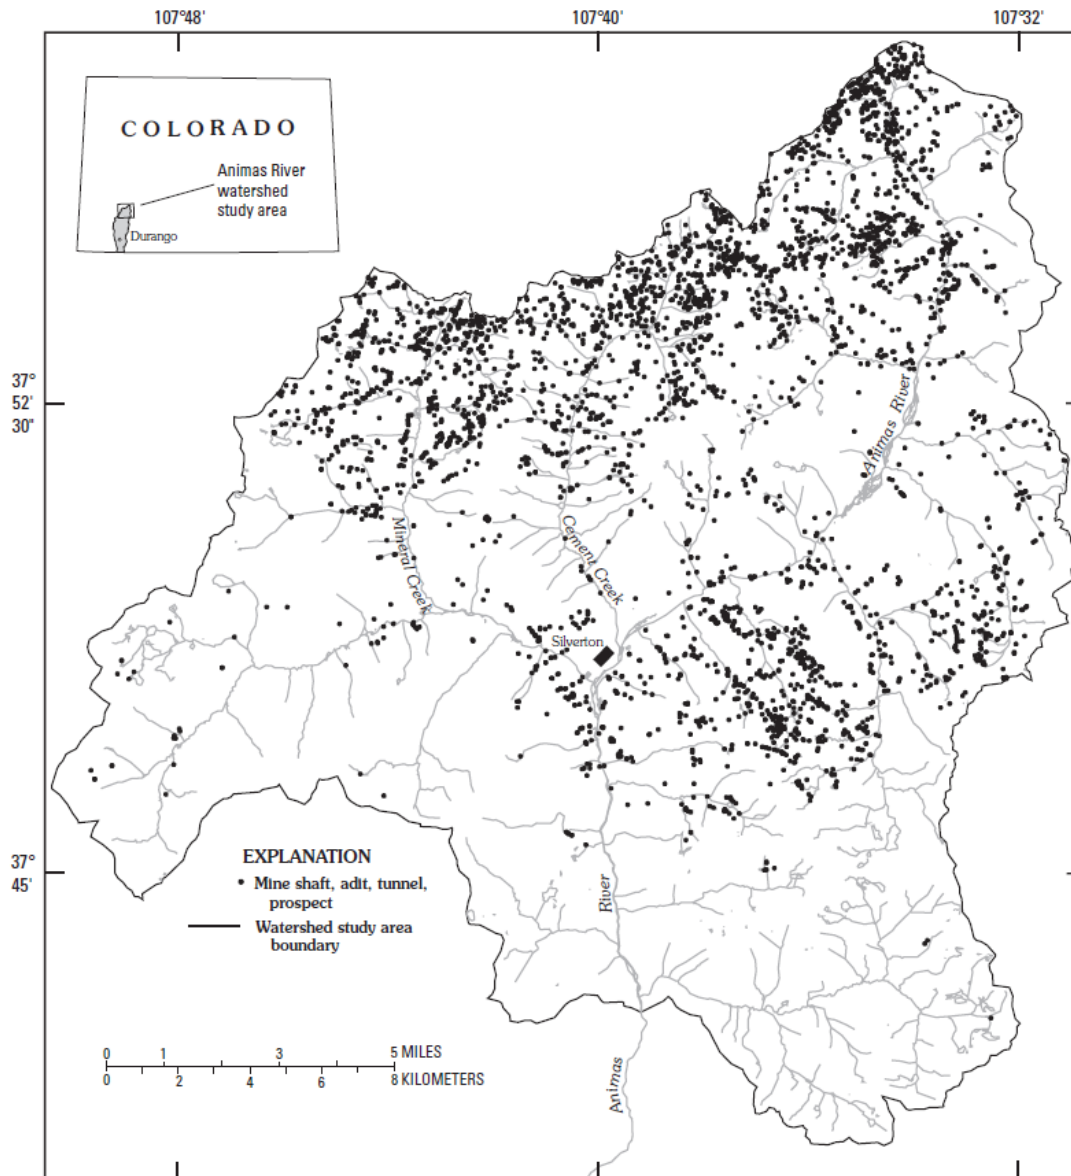 107°48'
107°40'
107°32'
COLORADO
Animas River
watershed
study area
Durango
37°
52'
30"
Animas River
Mineral Creek
Cement Creek
Silverton
37°
45'
EXPLANATION
Mine shaft, adit, tunnel,
prospect
Watershed study area
boundary
River
Animas
0 1 3 5 MILES
0 2 4 6 8 KILOMETERS